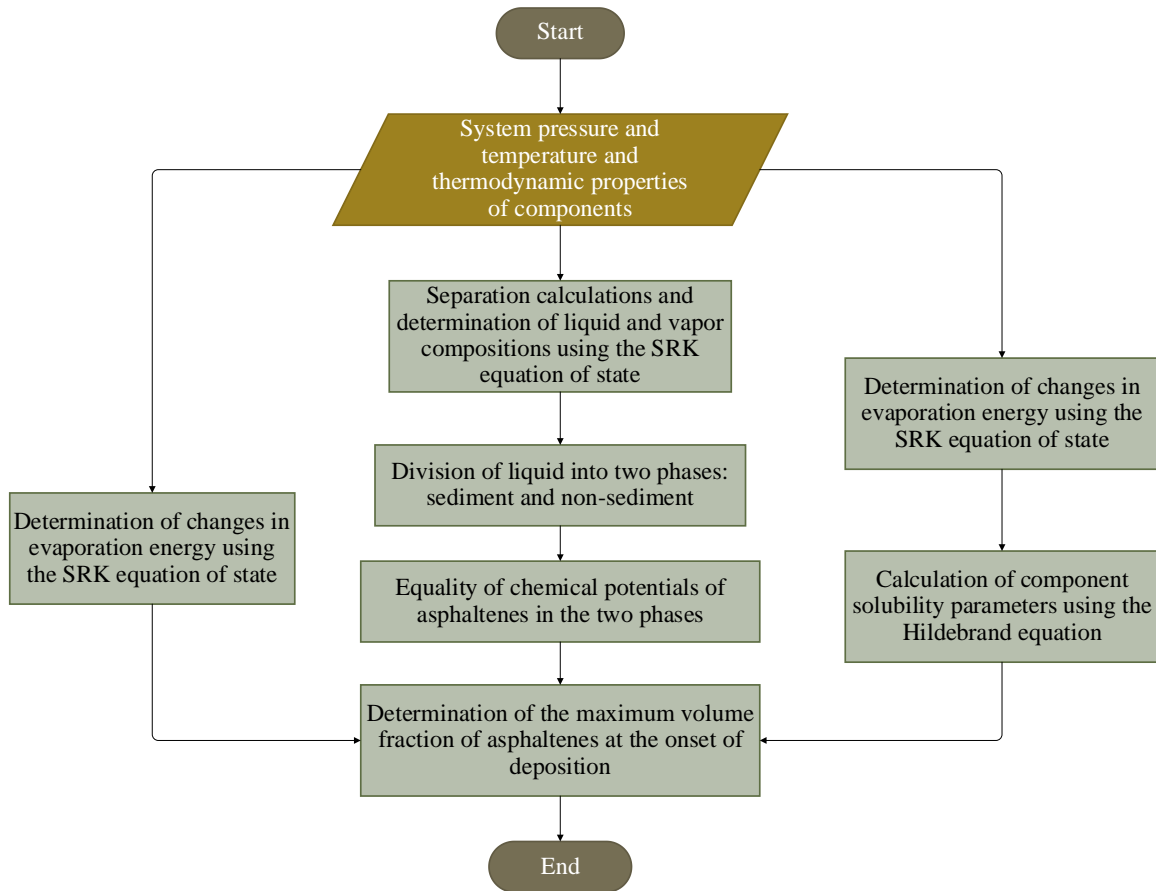 Start
System pressure and
temperature and
thermodynamic properties
of components
Separation calculations and
determination of liquid and vapor
compositions using the SRK
equation of state
Determination of changes in
evaporation energy using the
SRK equation of state
Division of liquid into two phases:
sediment and non-sediment
Determination of changes in
evaporation energy using
the SRK equation of state
Equality of chemical potentials of
asphaltenes in the two phases
Calculation of component
solubility parameters using the
Hildebrand equation
Determination of the maximum volume
fraction of asphaltenes at the onset of
deposition
End